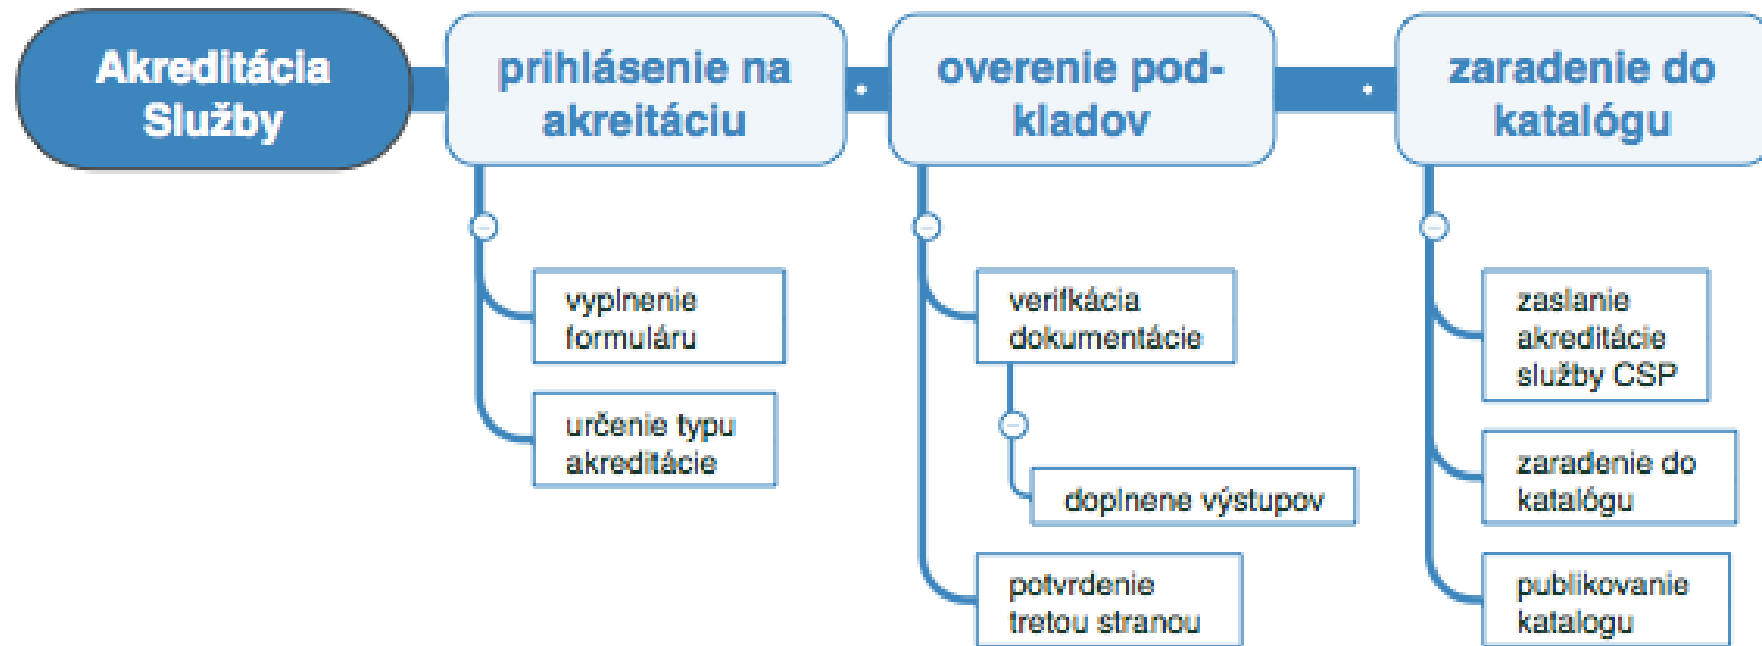 Akreditácia
Služby
prihlásenie na
akreitáciu
overenie pod-
kladov
zaradenie do
katalógu
vyplnenie
formuláru
určenie typu
akreditácie
verifkácia
dokumentácie
doplnene výstupov
potvrdenie
tretou stranou
zaslanie
akreditácie
služby CSP
zaradenie do
katalógu
publikovanie
katalogu